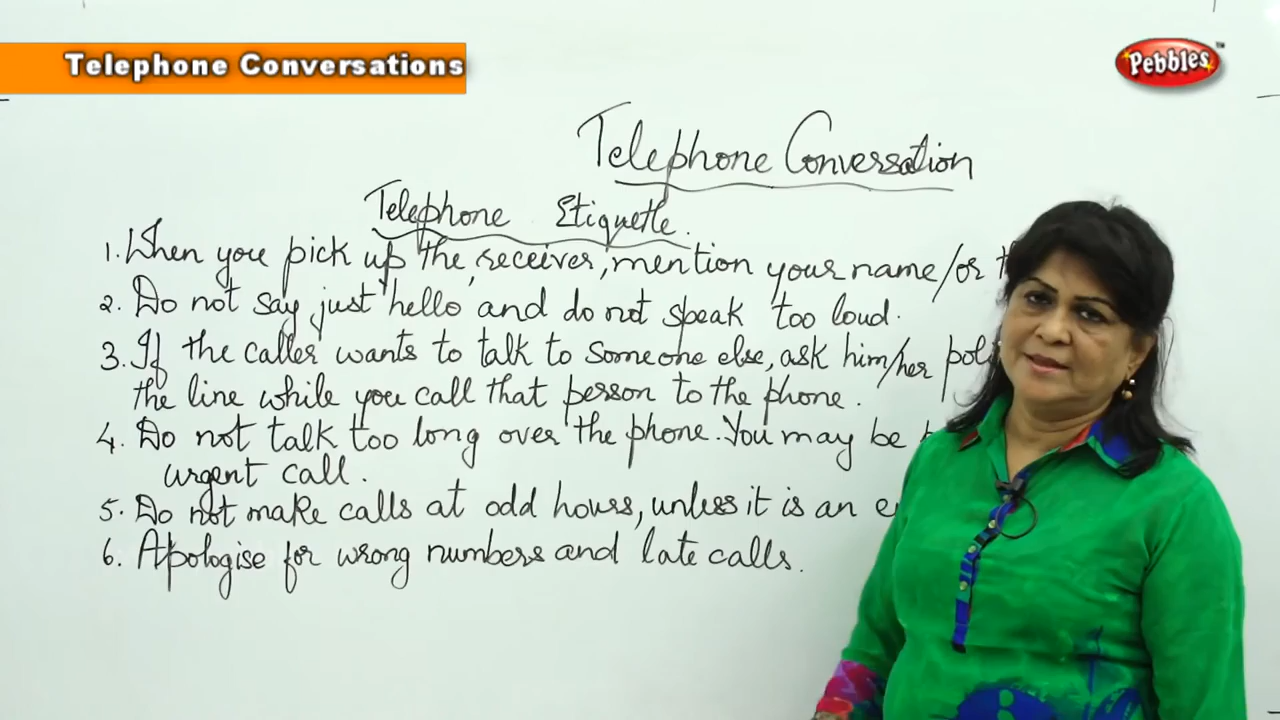 Telephone Conversations
Pebbles™
Telephone Conversation
Telephone Etiquette.
1. When you pick up the receiver, mention your name/or
2. Do not say just 'hello' and do not speak too loud.
3. If the caller wants to talk to someone else, ask him/her
the line while you call that person to the phone.
4. Do not talk too long over the phone. You may be
urgent call.
5. Do not make calls at odd hours, unless it is an
6. Apologise for wrong numbers and late calls.